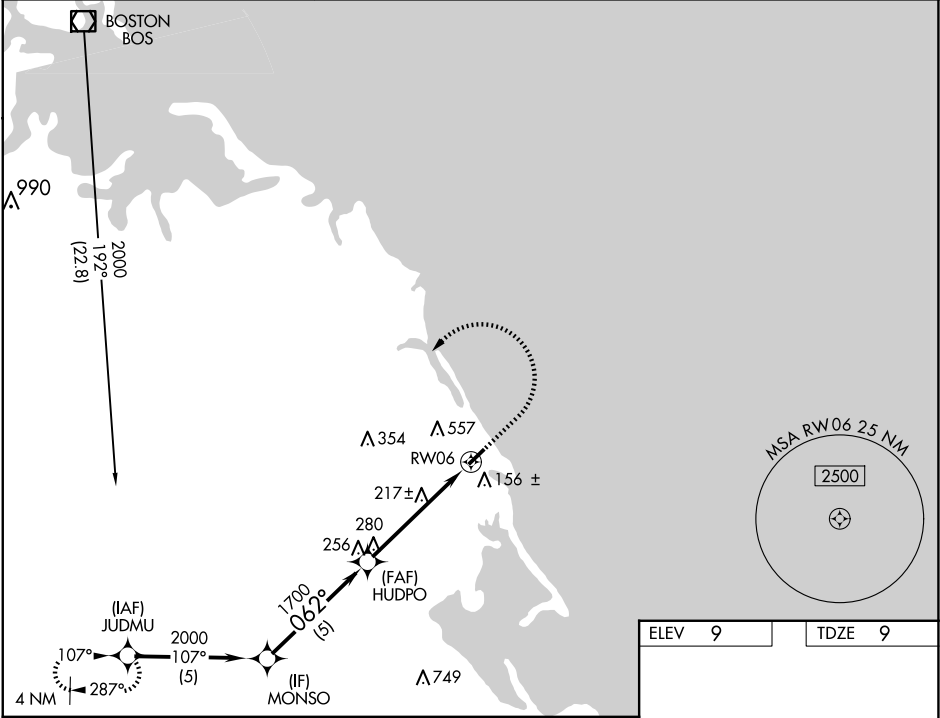 BOSTON
BOS
990
2000
192°
(22.8)
557
354
RW06
156 ±
217±
MSA RW06 25 NM
2500
280
256
(FAF)
HUDPO
1700
062°
(5)
(IAF)
JUDMU
2000
107°
107°
(5)
287°
4 NM
(IF)
MONSO
749
ELEV 9
TDZE 9